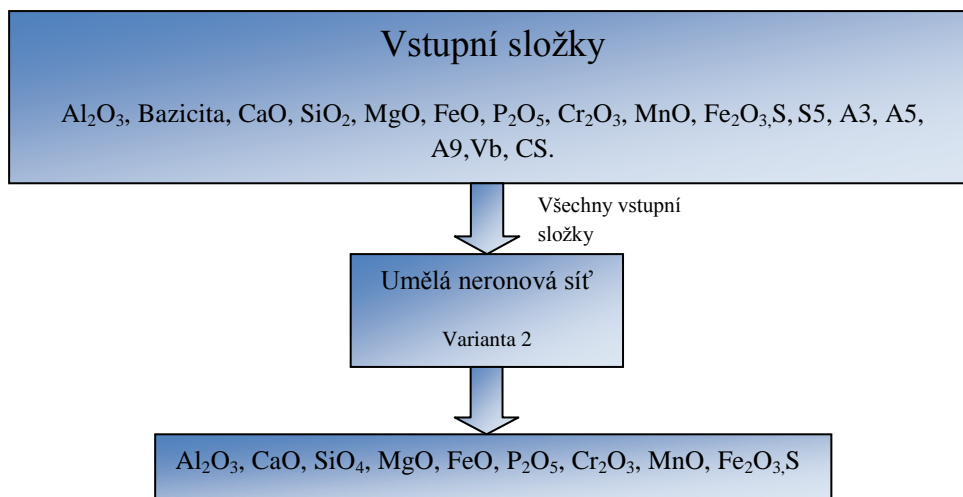 Vstupní složky
Al₂O₃, Bazicita, CaO, SiO₂, MgO, FeO, P₂O₅, Cr₂O₃, MnO, Fe₂O₃,S, S5, A3, A5,
A9,Vb, CS.
Všechny vstupní
složky
Umělá neronová síť
Varianta 2
Al₂O₃, CaO, SiO₄, MgO, FeO, P₂O₅, Cr₂O₃, MnO, Fe₂O₃,S